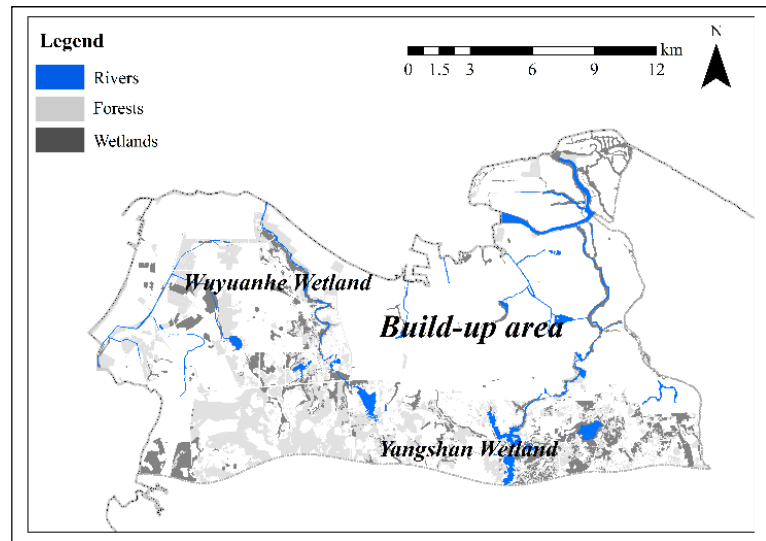 Legend
Rivers
Forests
Wetlands
km
0 1.5 3 6 9 12
N
Wuyuanhe Wetland
Build-up area
Yangshan Wetland